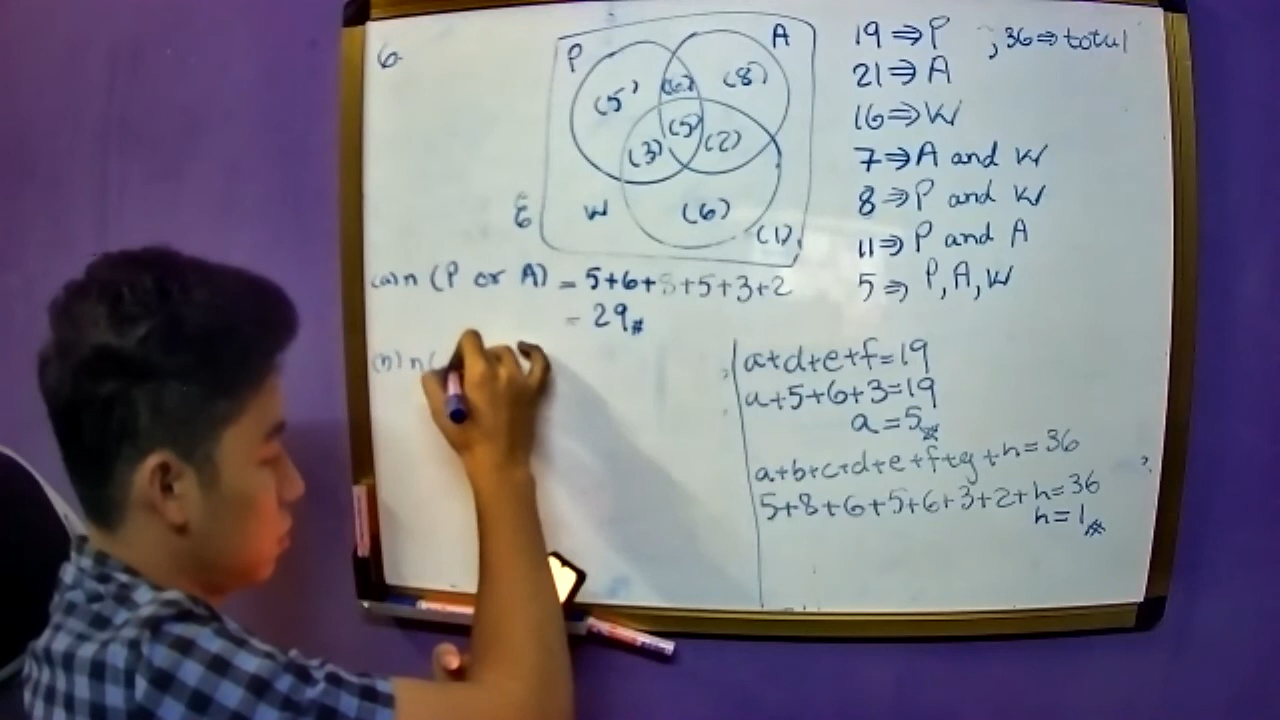 6.
P
A
(5)
(6)
(8)
(5)
(3)
(2)
ξ
W
(6)
(1)
(a) n (P or A) = 5+6+8+5+3+2
= 29
n(
19 ⇒ P , 36 ⇒ total
21 ⇒ A
16 ⇒ W
7 ⇒ A and W
8 ⇒ P and W
11 ⇒ P and A
5 ⇒ P, A, W
a+d+e+f=19
a+5+6+3=19
a = 5
a+b+c+d+e+f+g+h=36
5+8+6+5+6+3+2+h=36
h=1